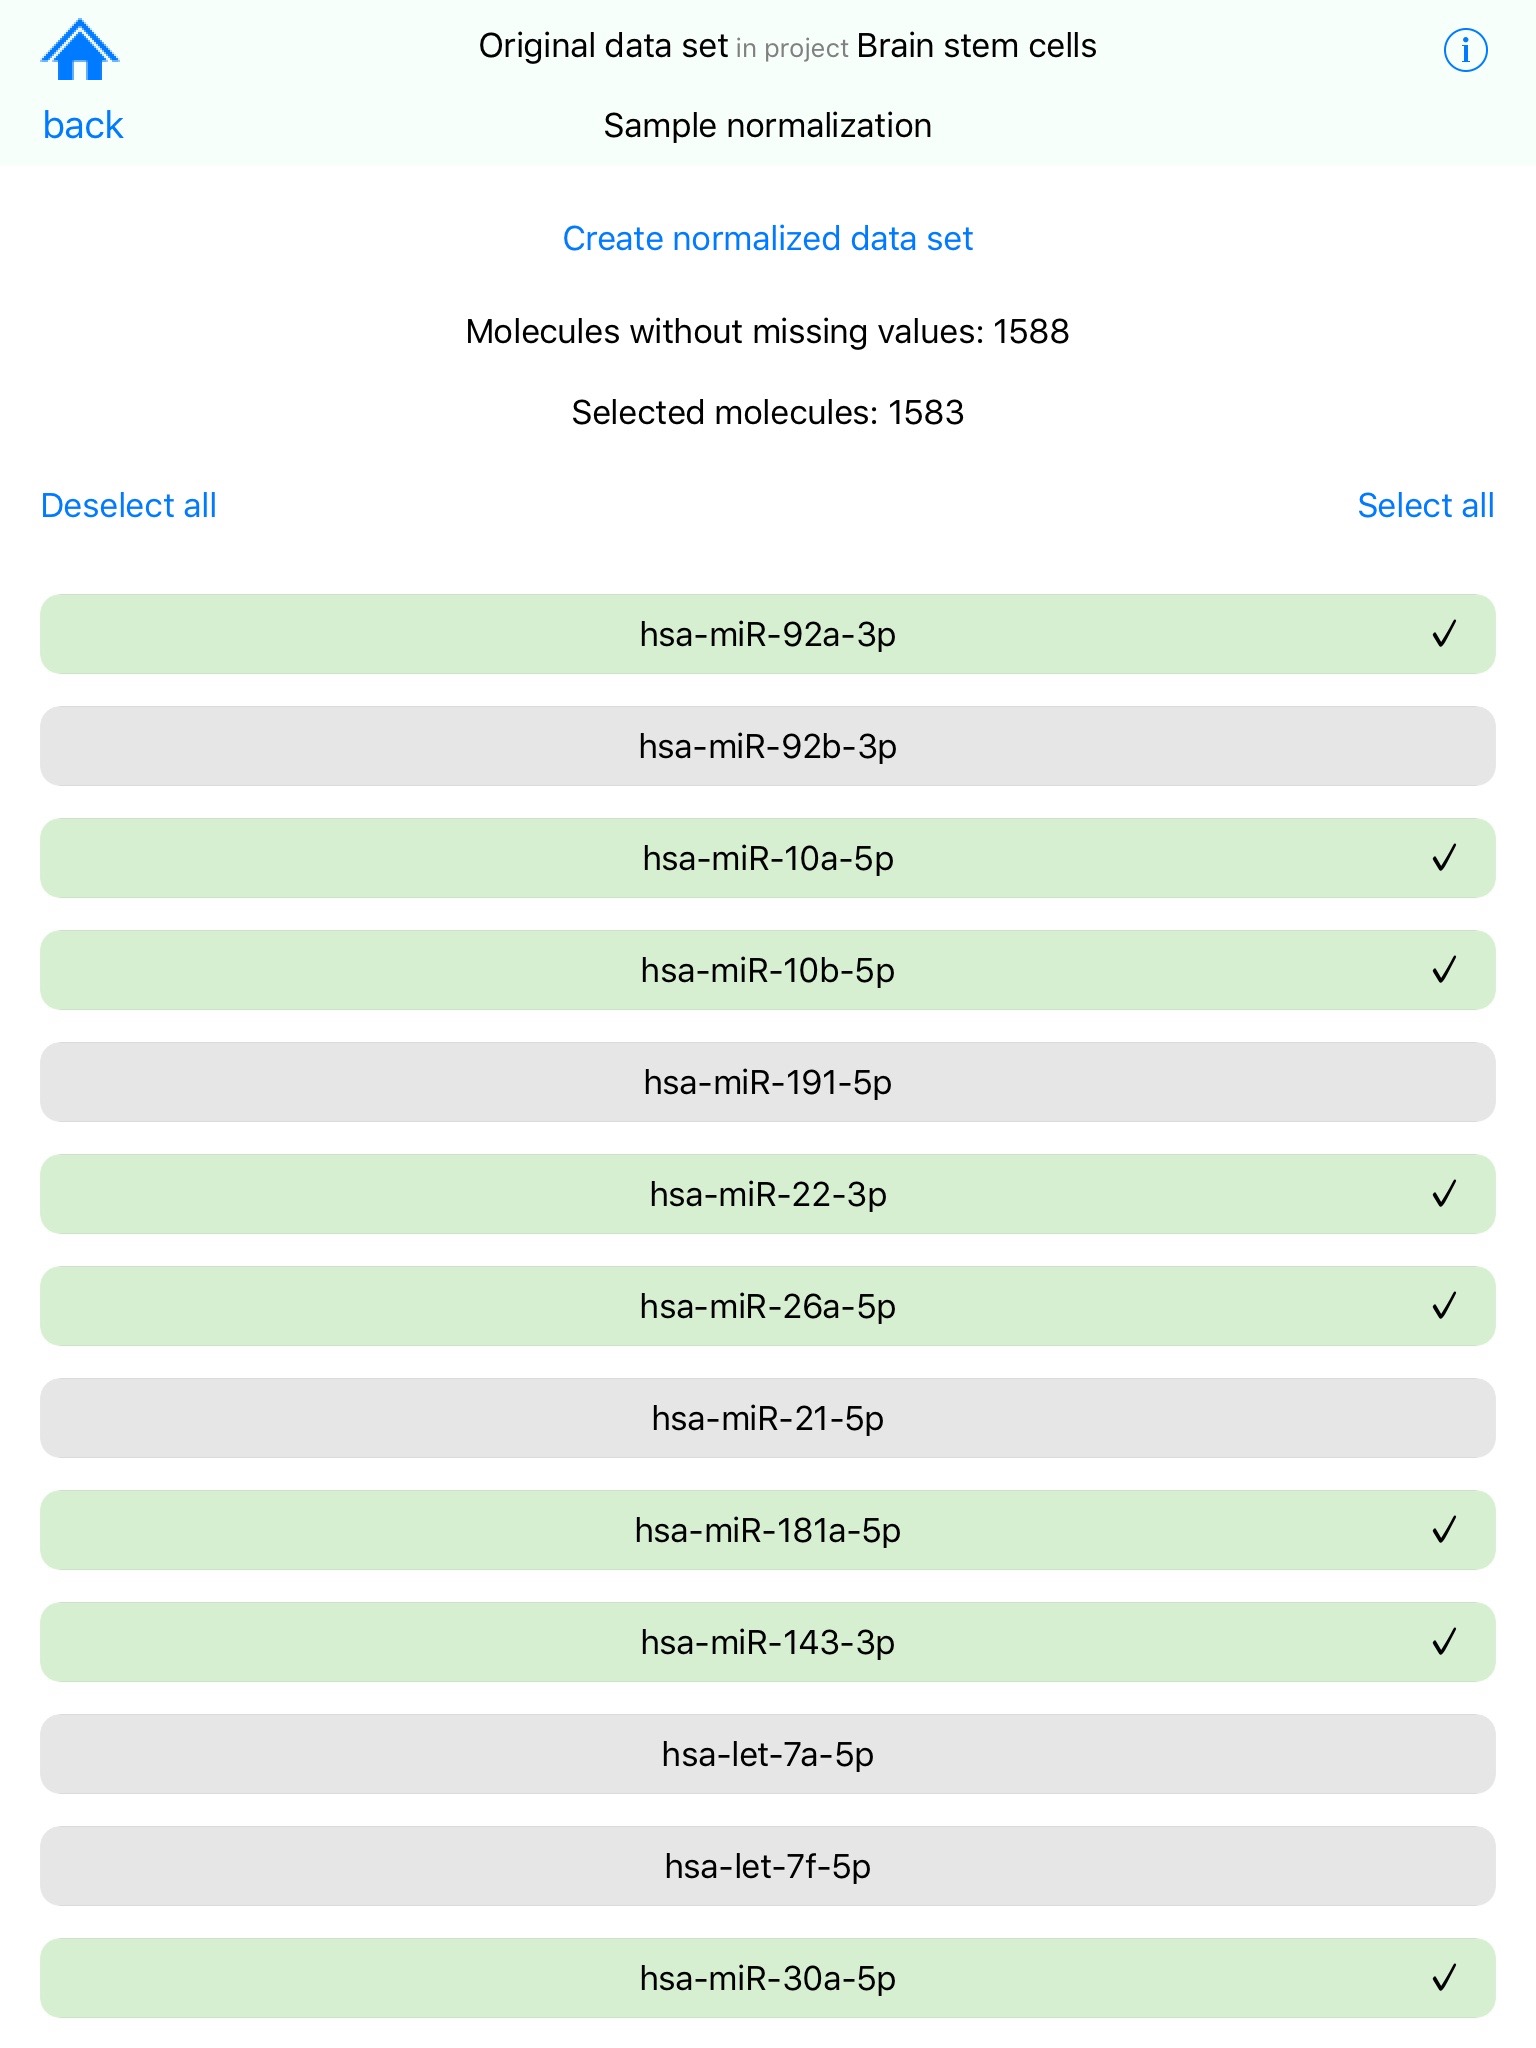 Original data set in project Brain stem cells
back
Sample normalization
Create normalized data set
Molecules without missing values: 1588
Selected molecules: 1583
Deselect all
Select all
hsa-miR-92a-3p ✓
hsa-miR-92b-3p
hsa-miR-10a-5p ✓
hsa-miR-10b-5p ✓
hsa-miR-191-5p
hsa-miR-22-3p ✓
hsa-miR-26a-5p ✓
hsa-miR-21-5p
hsa-miR-181a-5p ✓
hsa-miR-143-3p ✓
hsa-let-7a-5p
hsa-let-7f-5p
hsa-miR-30a-5p ✓